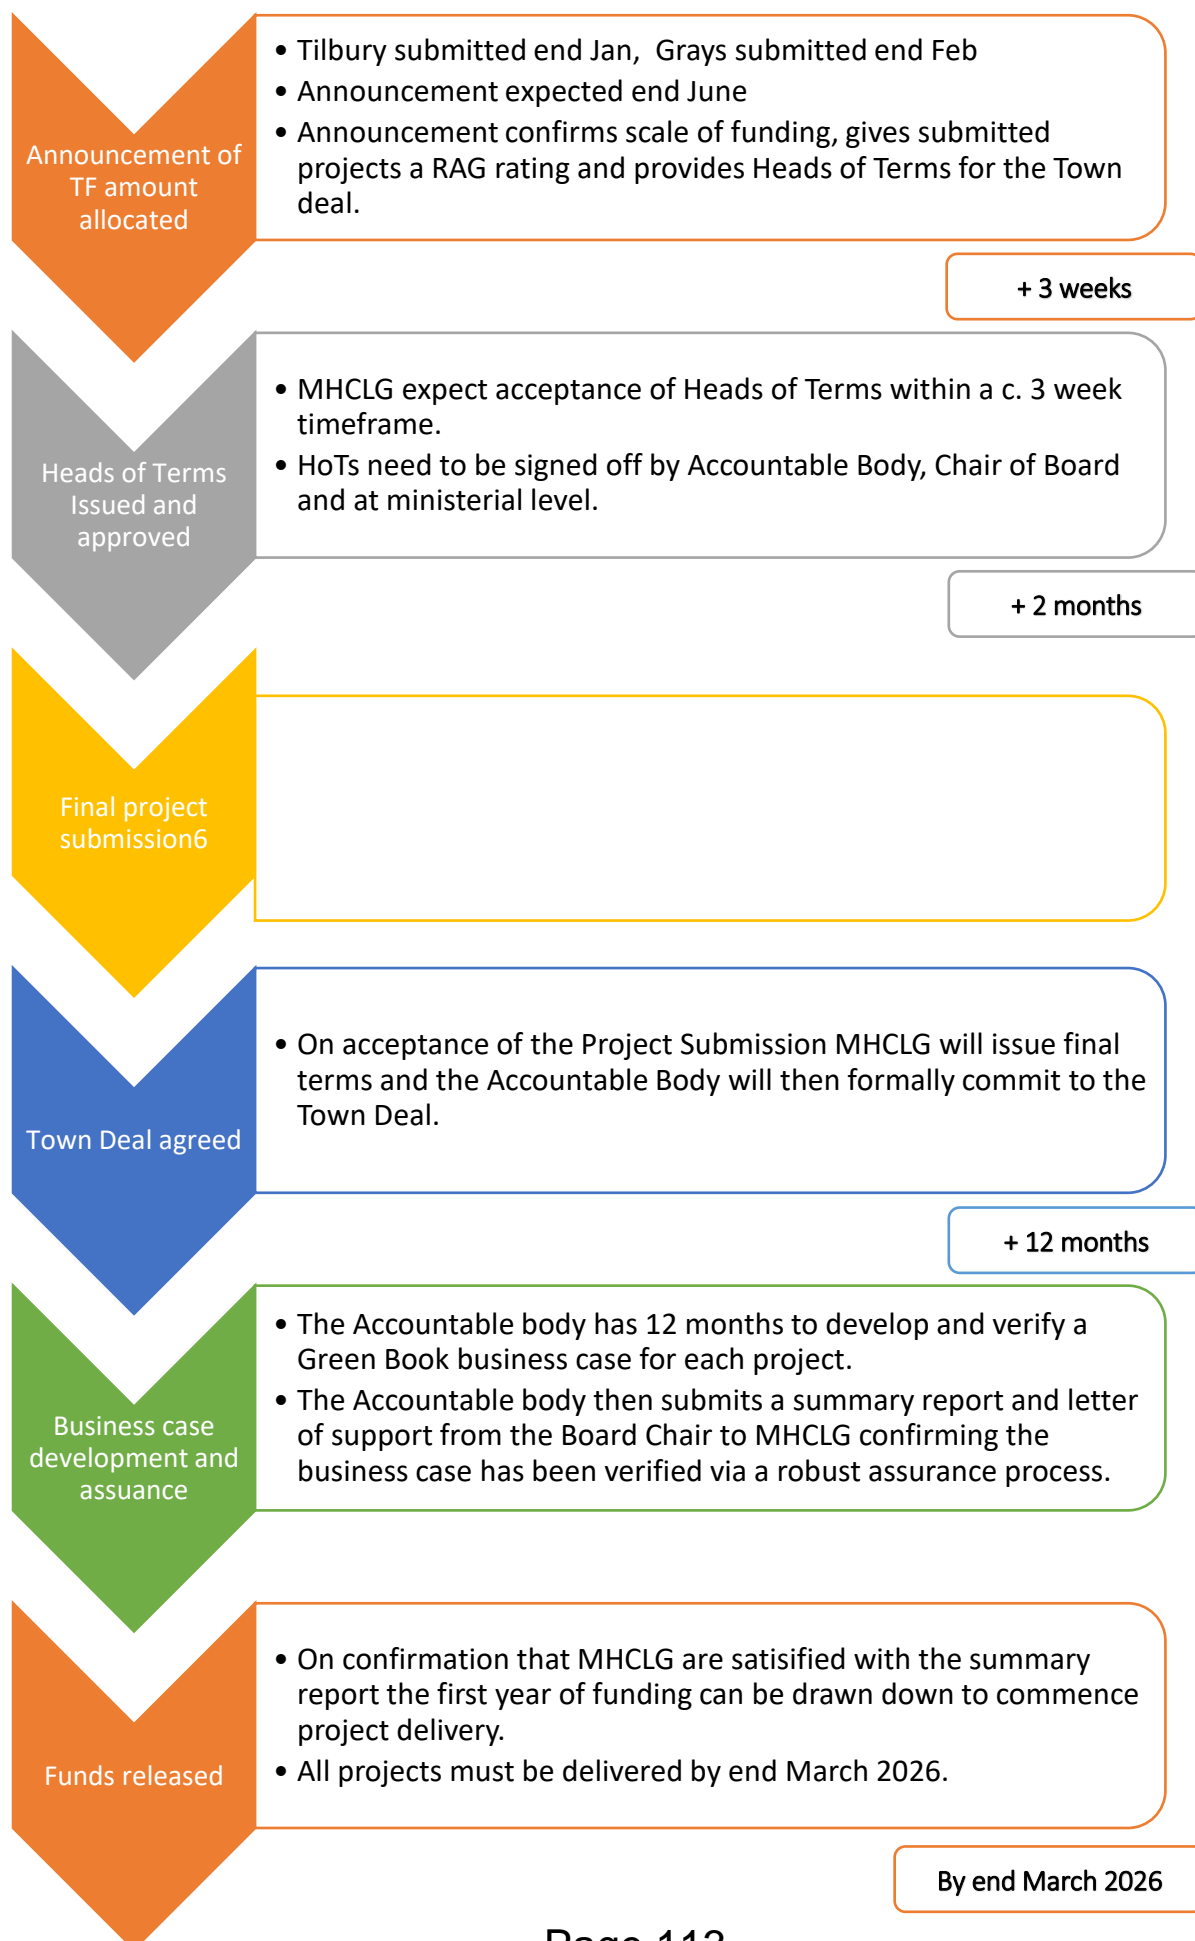 Announcement of
TF amount
allocated
• Tilbury submitted end Jan,  Grays submitted end Feb
• Announcement expected end June
• Announcement confirms scale of funding, gives submitted
projects a RAG rating and provides Heads of Terms for the Town
deal.
+ 3 weeks
Heads of Terms
Issued and
approved
• MHCLG expect acceptance of Heads of Terms within a c. 3 week
timeframe.
• HoTs need to be signed off by Accountable Body, Chair of Board
and at ministerial level.
+ 2 months
Final project
submission6
Town Deal agreed
• On acceptance of the Project Submission MHCLG will issue final
terms and the Accountable Body will then formally commit to the
Town Deal.
+ 12 months
Business case
development and
assuance
• The Accountable body has 12 months to develop and verify a
Green Book business case for each project.
• The Accountable body then submits a summary report and letter
of support from the Board Chair to MHCLG confirming the
business case has been verified via a robust assurance process.
Funds released
• On confirmation that MHCLG are satisified with the summary
report the first year of funding can be drawn down to commence
project delivery.
• All projects must be delivered by end March 2026.
By end March 2026
Page 113